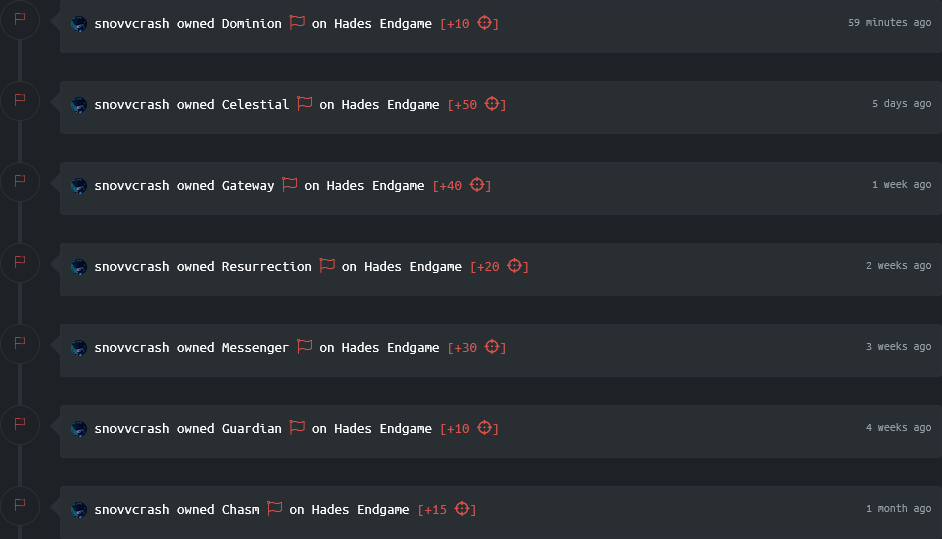 snovvcrash owned Dominion on Hades Endgame [+10 ] 59 minutes ago
snovvcrash owned Celestial on Hades Endgame [+50 ] 5 days ago
snovvcrash owned Gateway on Hades Endgame [+40 ] 1 week ago
snovvcrash owned Resurrection on Hades Endgame [+20 ] 2 weeks ago
snovvcrash owned Messenger on Hades Endgame [+30 ] 3 weeks ago
snovvcrash owned Guardian on Hades Endgame [+10 ] 4 weeks ago
snovvcrash owned Chasm on Hades Endgame [+15 ] 1 month ago